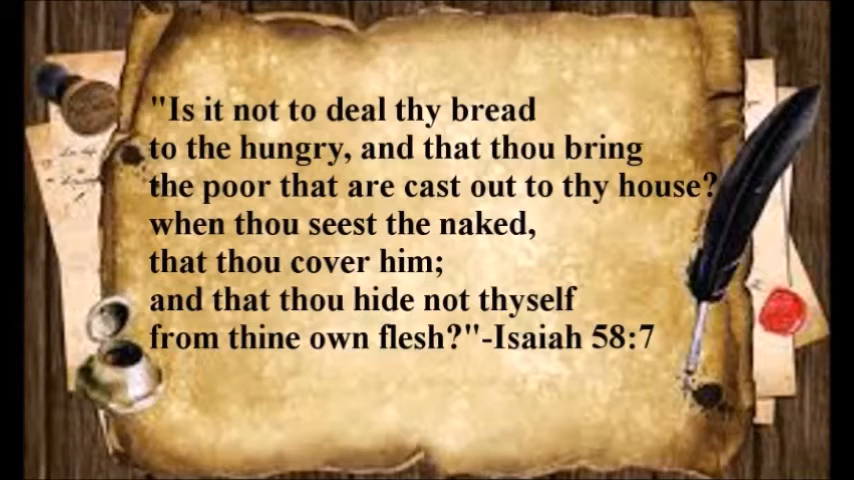 "Is it not to deal thy bread
to the hungry, and that thou bring
the poor that are cast out to thy house?
when thou seest the naked,
that thou cover him;
and that thou hide not thyself
from thine own flesh?"-Isaiah 58:7